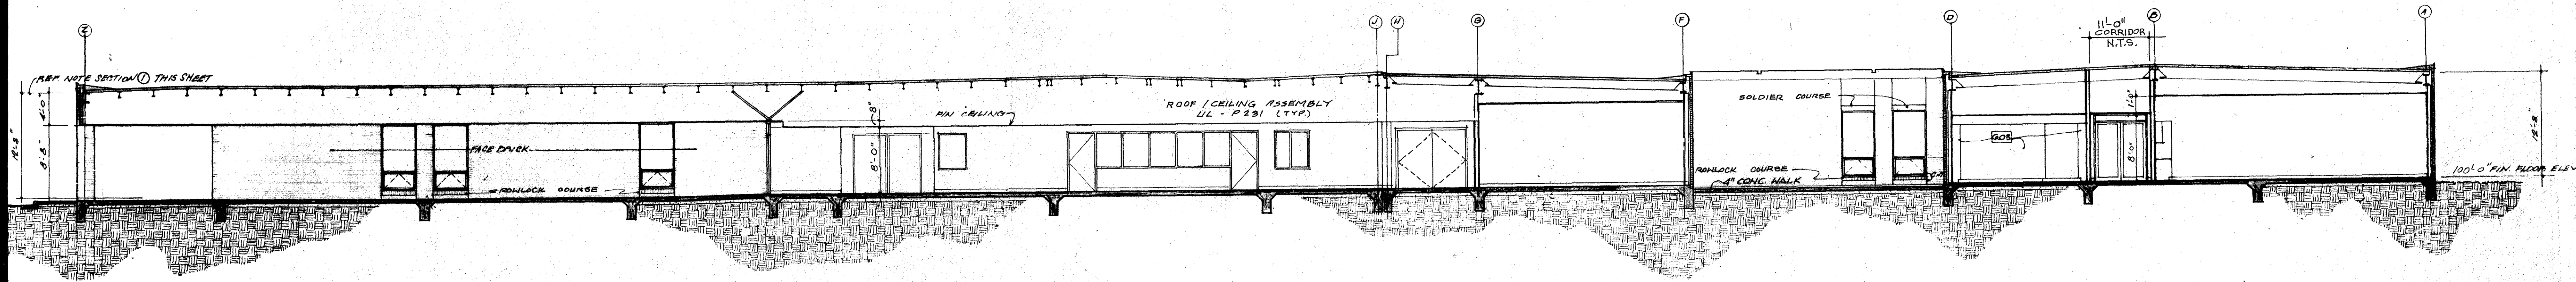 Z
J
H
G
F
D
B
A
11'-0"
CORRIDOR
N.T.S.
REF NOTE SECTION ① THIS SHEET
ROOF / CEILING ASSEMBLY
UL - P231 (TYP.)
FIN CEILING
SOLDIER COURSE
4'-0"
12'-8"
8'-8"
8"
8'-0"
FACE BRICK
ROWLOCK COURSE
ROWLOCK COURSE
4" CONC. WALK
G03
1'-0"
8'-0"
12'-8"
100'-0" FIN. FLOOR ELEV